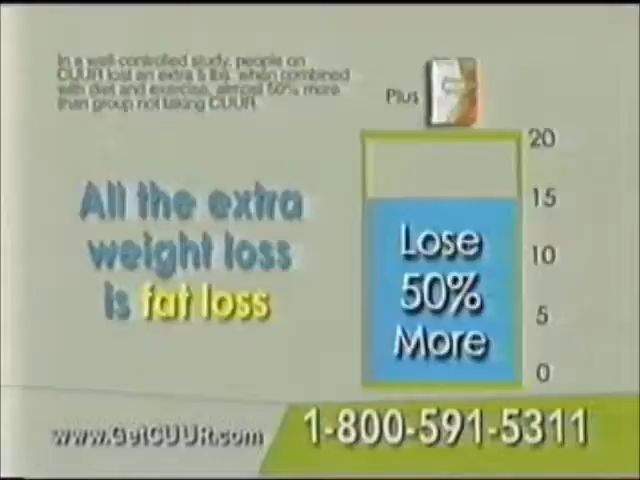 In a well-controlled study, people on
CUUR lost an extra 5 lbs. when combined
with diet and exercise, almost 50% more
than group not taking CUUR.
Plus
20
15
10
5
0
All the extra
weight loss
is fat loss
Lose
50%
More
www.GetCUUR.com
1-800-591-5311